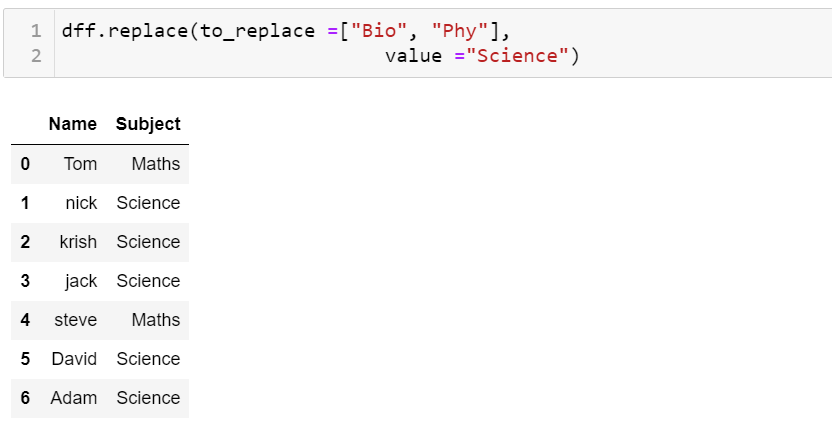 1 dff.replace(to_replace =["Bio", "Phy"],
2 value ="Science")
Name Subject
0 Tom Maths
1 nick Science
2 krish Science
3 jack Science
4 steve Maths
5 David Science
6 Adam Science